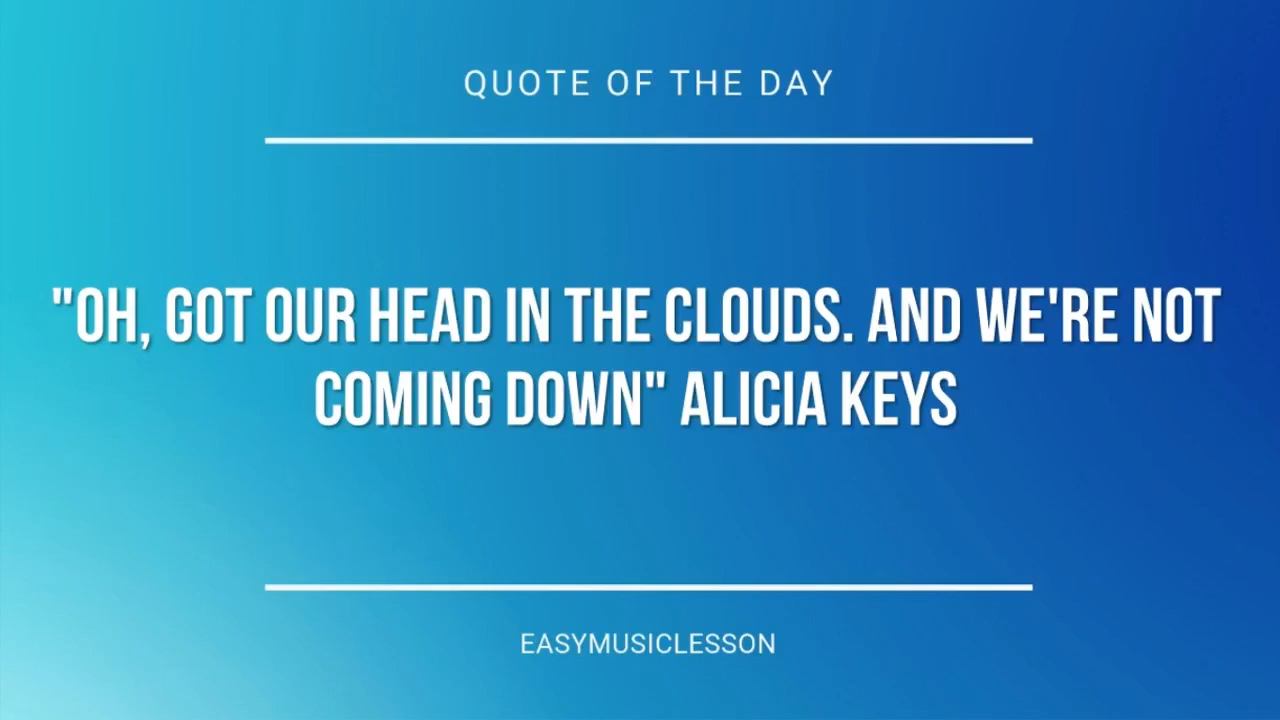 QUOTE OF THE DAY
"OH, GOT OUR HEAD IN THE CLOUDS. AND WE'RE NOT
COMING DOWN" ALICIA KEYS
EASYMUSICLESSON